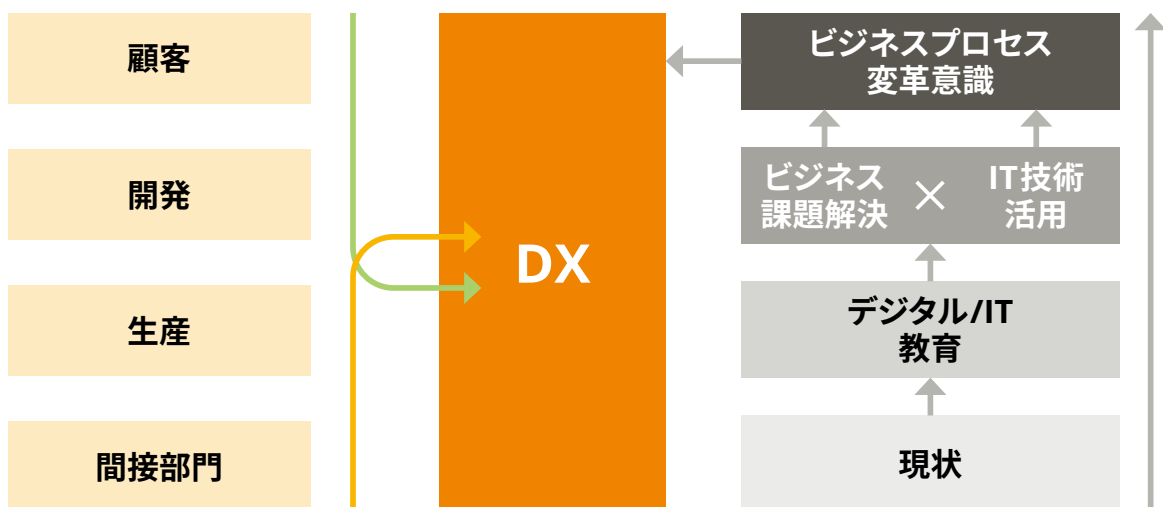 顧客
開発
生産
間接部門
DX
ビジネスプロセス
変革意識
ビジネス
課題解決
×
IT技術
活用
デジタル/IT
教育
現状